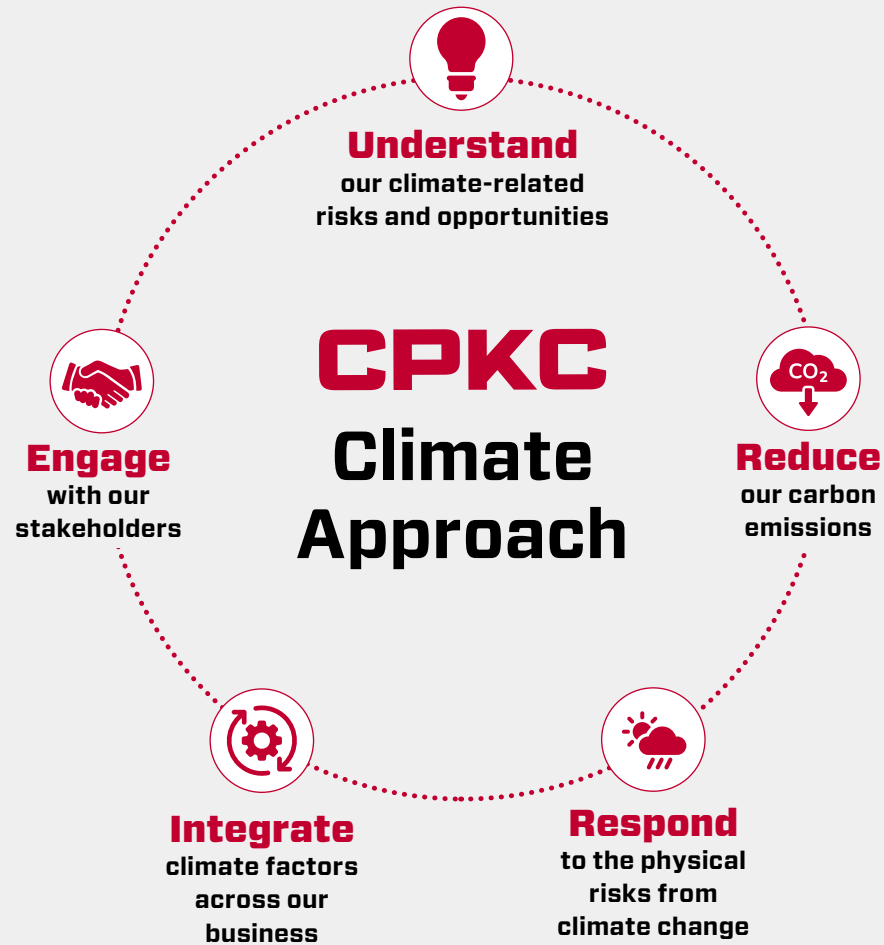 Understand
our climate-related
risks and opportunities
CPKC
Climate
Approach
CO₂
Reduce
our carbon
emissions
Respond
to the physical
risks from
climate change
Integrate
climate factors
across our
business
Engage
with our
stakeholders